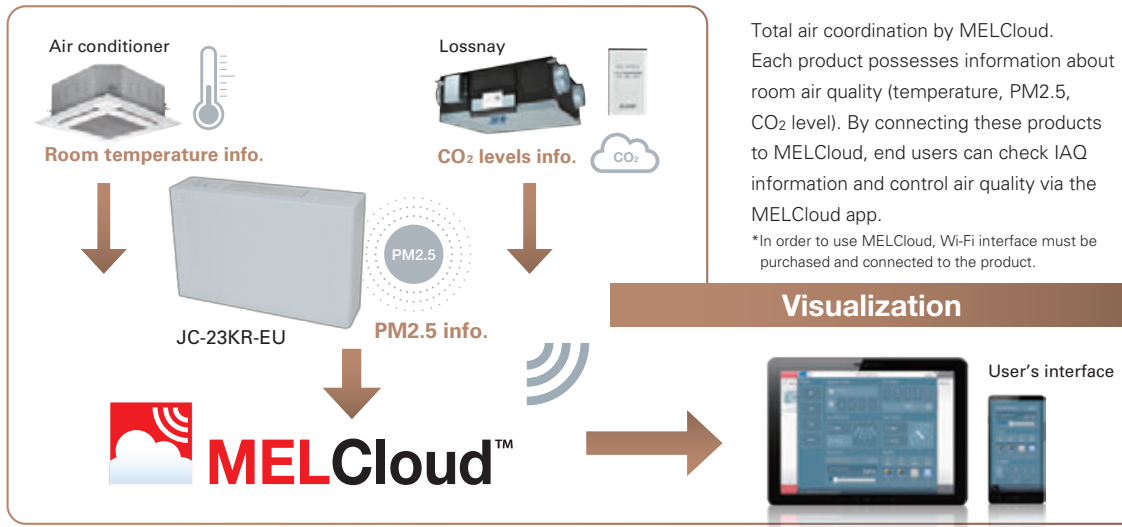 Air conditioner
Room temperature info.
Lossnay
CO₂ levels info.
CO₂
PM2.5
JC-23KR-EU
PM2.5 info.
MELCloud™
Total air coordination by MELCloud.
Each product possesses information about
room air quality (temperature, PM2.5,
CO₂ level). By connecting these products
to MELCloud, end users can check IAQ
information and control air quality via the
MELCloud app.
*In order to use MELCloud, Wi-Fi interface must be
purchased and connected to the product.
Visualization
User's interface